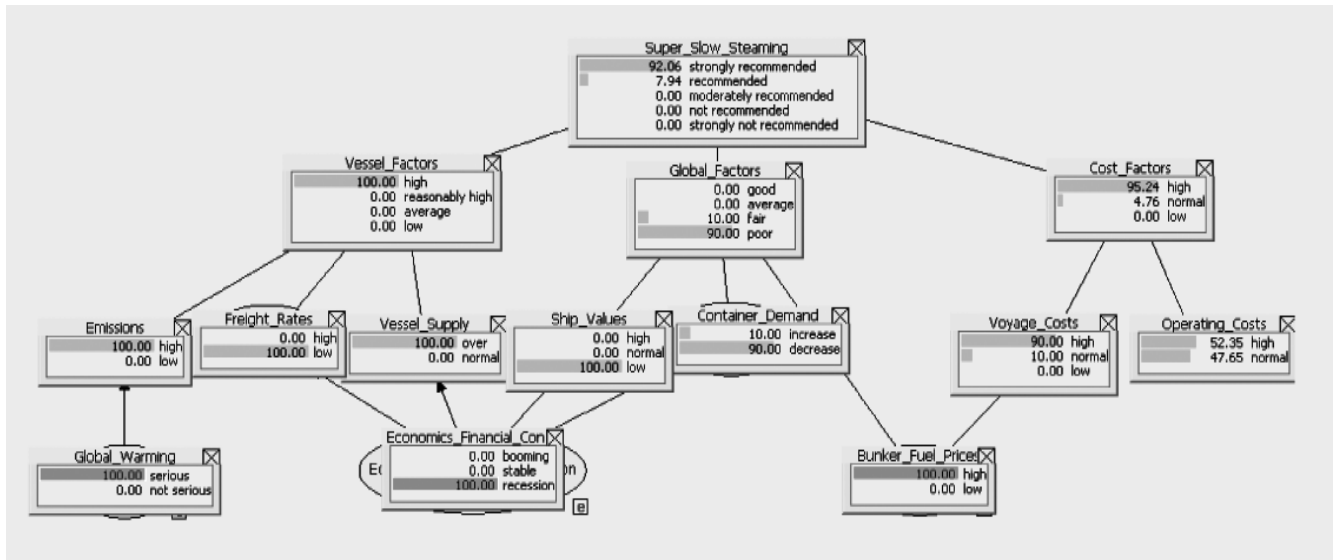 Super_Slow_Steaming
92.06 strongly recommended
7.94 recommended
0.00 moderately recommended
0.00 not recommended
0.00 strongly not recommended
Vessel_Factors
100.00 high
0.00 reasonably high
0.00 average
0.00 low
Global_Factors
0.00 good
0.00 average
10.00 fair
90.00 poor
Cost_Factors
95.24 high
4.76 normal
0.00 low
Emissions
100.00 high
0.00 low
Freight_Rates
0.00 high
100.00 low
Vessel_Supply
100.00 over
0.00 normal
Ship_Values
0.00 high
0.00 normal
100.00 low
Container_Demand
10.00 increase
90.00 decrease
Voyage_Costs
90.00 high
10.00 normal
0.00 low
Operating_Costs
52.35 high
47.65 normal
Global_Warming
100.00 serious
0.00 not serious
Economics_Financial_Con
0.00 booming
0.00 stable
100.00 recession
e
Bunker_Fuel_Prices
100.00 high
0.00 low